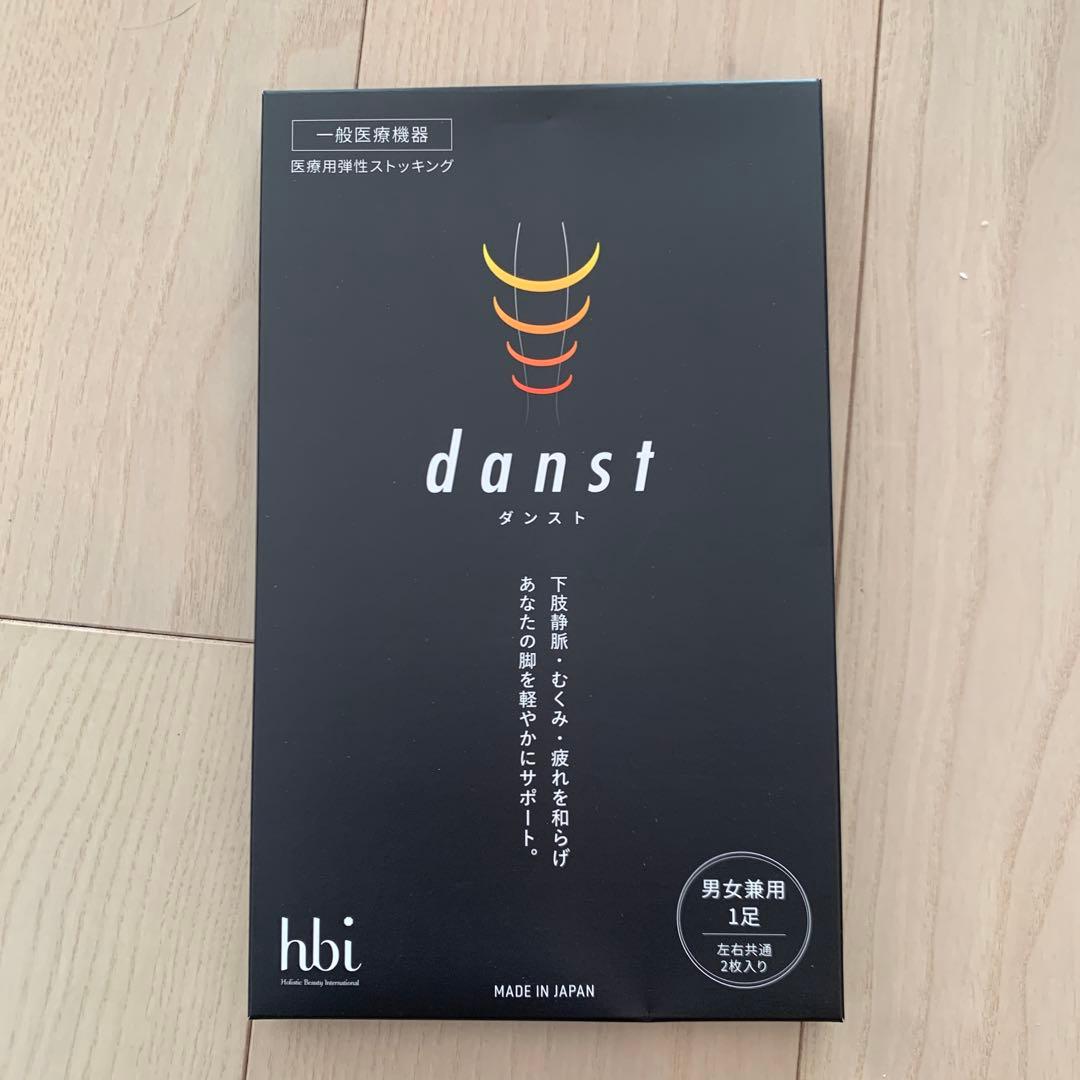 一般医療機器
医療用弾性ストッキング
danst
ダンスト
下肢静脈・むくみ・疲れを和らげ
あなたの脚を軽やかにサポート。
男女兼用
1足
左右共通
2枚入り
hbi
Holistic Beauty International
MADE IN JAPAN